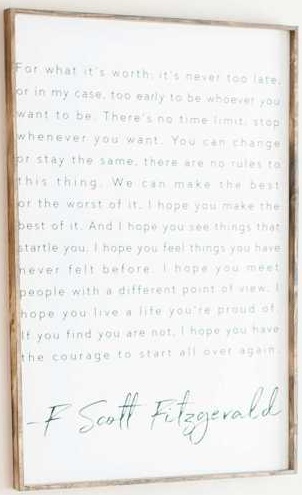 For what it's worth: it's never too late,
or in my case, too early to be whoever you
want to be. There's no time limit, stop
whenever you want. You can change
or stay the same, there are no rules to
this thing. We can make the best
or the worst of it. I hope you make the
best of it. And I hope you see things that
startle you. I hope you feel things you have
never felt before. I hope you meet
people with a different point of view. I
hope you live a life you're proud of.
If you find you are not, I hope you have
the courage to start all over again.
-F Scott Fitzgerald